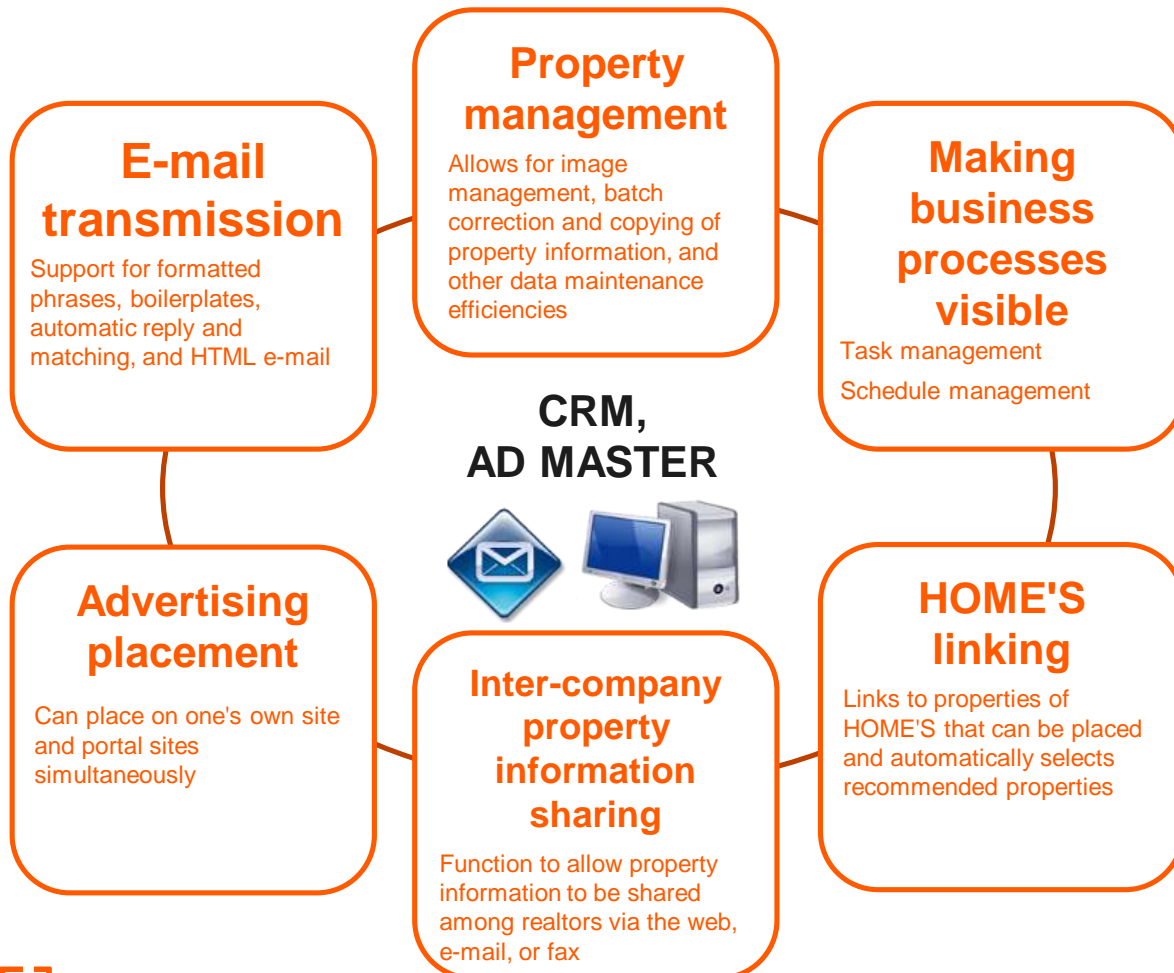 Property
management
Allows for image
management, batch
correction and copying of
property information, and
other data maintenance
efficiencies
E-mail
transmission
Support for formatted
phrases, boilerplates,
automatic reply and
matching, and HTML e-mail
Making
business
processes
visible
Task management
Schedule management
CRM,
AD MASTER
Advertising
placement
Can place on one's own site
and portal sites
simultaneously
Inter-company
property
information
sharing
Function to allow property
information to be shared
among realtors via the web,
e-mail, or fax
HOME'S
linking
Links to properties of
HOME'S that can be placed
and automatically selects
recommended properties